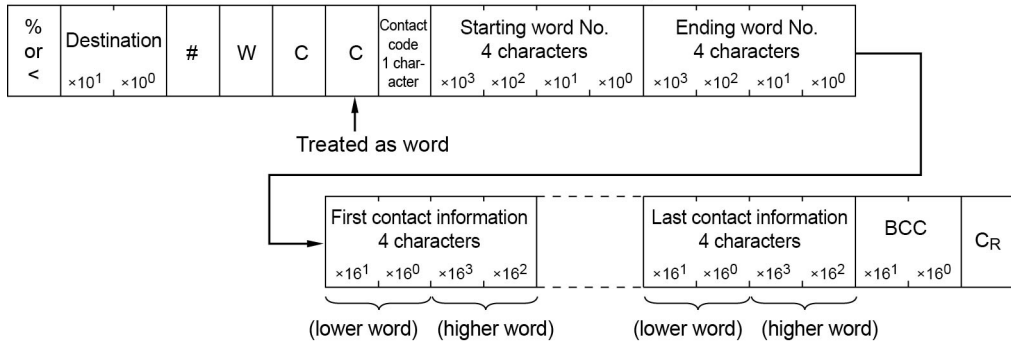 % or <
Destination
×10¹ ×10⁰
#
W
C
C
Contact
code
1 char-
acter
Starting word No.
4 characters
×10³ ×10² ×10¹ ×10⁰
Ending word No.
4 characters
×10³ ×10² ×10¹ ×10⁰
Treated as word
First contact information
4 characters
×16¹ ×16⁰ ×16³ ×16²
Last contact information
4 characters
×16¹ ×16⁰ ×16³ ×16²
BCC
×16¹ ×16⁰
CR
(lower word) (higher word) (lower word) (higher word)